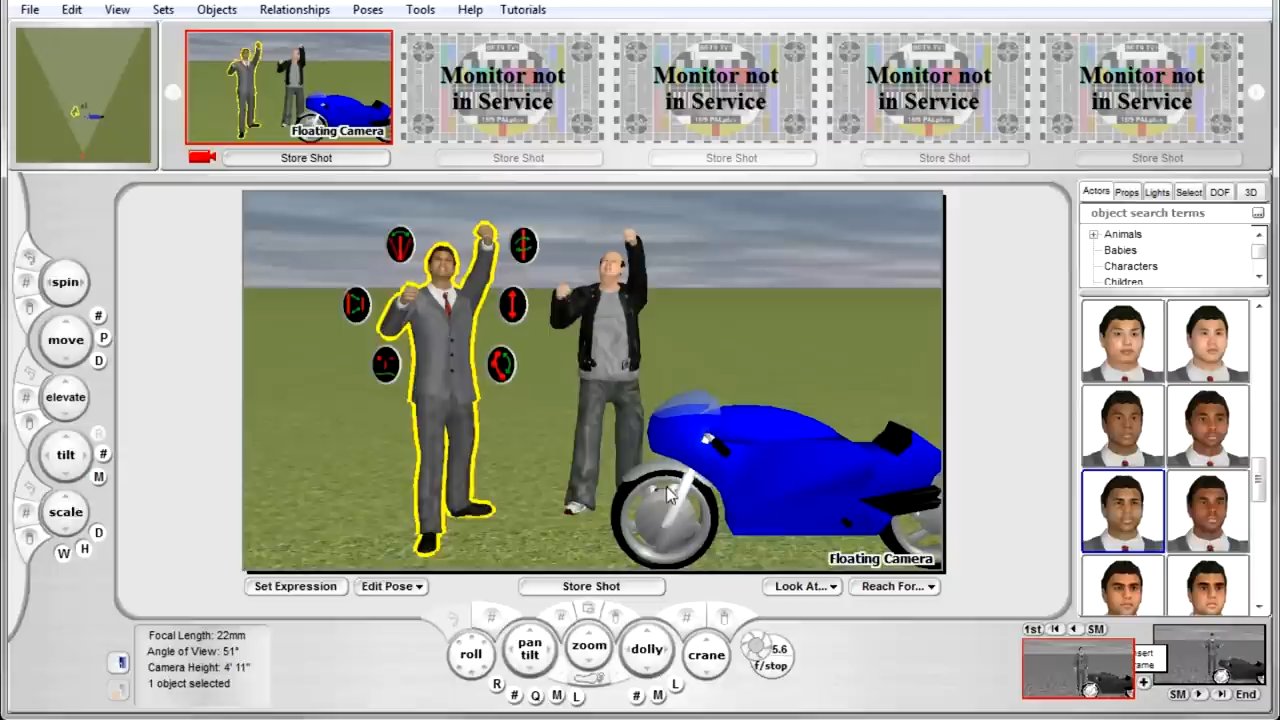 File Edit View Sets Objects Relationships Poses Tools Help Tutorials
Floating Camera
Monitor not
in Service
Monitor not
in Service
Monitor not
in Service
Monitor not
in Service
Store Shot
Store Shot
Store Shot
Store Shot
Store Shot
Actors Props Lights Select DOF 3D
object search terms ...
Animals
Babies
Characters
Children
spin
move
elevate
tilt
scale
#
P
D
R
#
M
D
H
W
Floating Camera
Set Expression Edit Pose Store Shot Look At... Reach For...
Focal Length: 22mm
Angle of View: 51°
Camera Height: 4' 11"
1 object selected
roll pan tilt zoom dolly crane 5.6 f/stop
R # Q M L # M L
1st SM
SM End